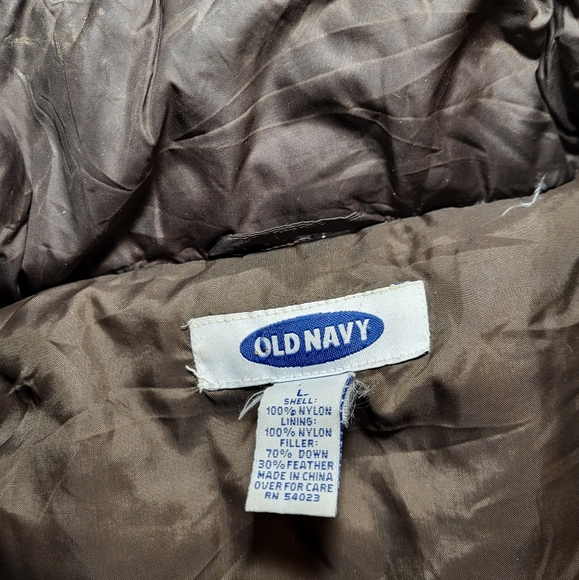 OLD NAVY
L
SHELL:
100% NYLON
LINING:
100% NYLON
FILLER:
70% DOWN
30% FEATHER
MADE IN CHINA
OVER FOR CARE
RN 54023